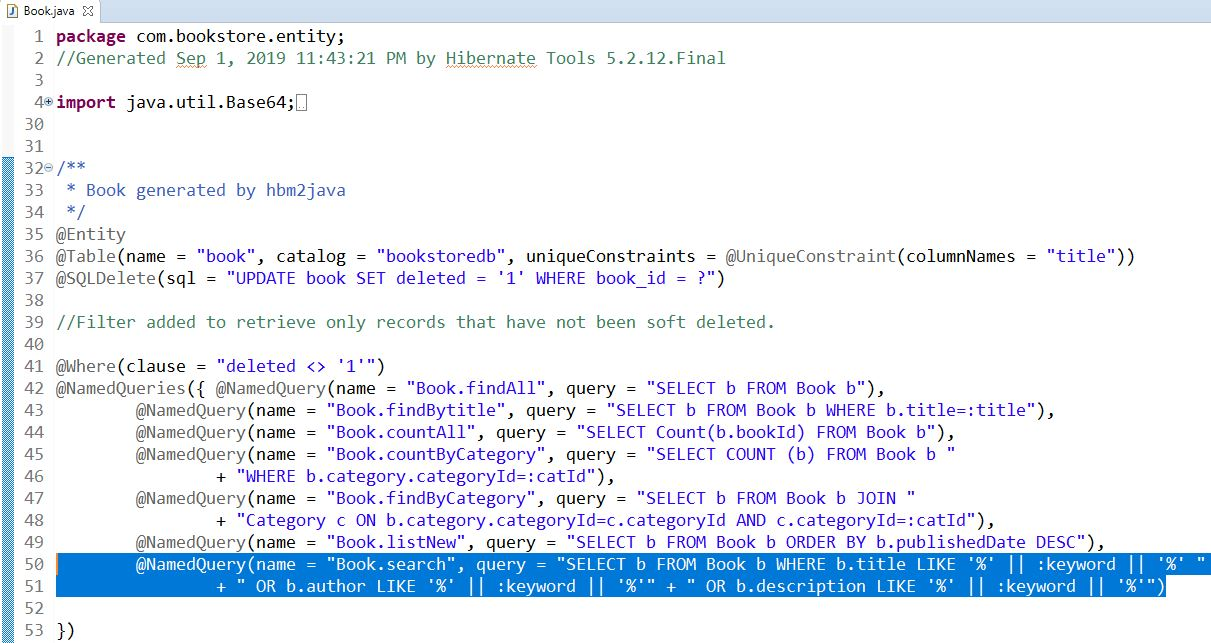 Book.java
1 package com.bookstore.entity;
2 //Generated Sep 1, 2019 11:43:21 PM by Hibernate Tools 5.2.12.Final
3
4 import java.util.Base64;
30
31
32 /**
33 * Book generated by hbm2java
34 */
35 @Entity
36 @Table(name = "book", catalog = "bookstoredb", uniqueConstraints = @UniqueConstraint(columnNames = "title"))
37 @SQLDelete(sql = "UPDATE book SET deleted = '1' WHERE book_id = ?")
38
39 //Filter added to retrieve only records that have not been soft deleted.
40
41 @Where(clause = "deleted <> '1'")
42 @NamedQueries({ @NamedQuery(name = "Book.findAll", query = "SELECT b FROM Book b"),
43 @NamedQuery(name = "Book.findBytitle", query = "SELECT b FROM Book b WHERE b.title=:title"),
44 @NamedQuery(name = "Book.countAll", query = "SELECT Count(b.bookId) FROM Book b"),
45 @NamedQuery(name = "Book.countByCategory", query = "SELECT COUNT (b) FROM Book b "
46 + "WHERE b.category.categoryId=:catId"),
47 @NamedQuery(name = "Book.findByCategory", query = "SELECT b FROM Book b JOIN "
48 + "Category c ON b.category.categoryId=c.categoryId AND c.categoryId=:catId"),
49 @NamedQuery(name = "Book.listNew", query = "SELECT b FROM Book b ORDER BY b.publishedDate DESC"),
50 @NamedQuery(name = "Book.search", query = "SELECT b FROM Book b WHERE b.title LIKE '%' || :keyword || '%' "
51 + " OR b.author LIKE '%' || :keyword || '%'" + " OR b.description LIKE '%' || :keyword || '%'")
52
53 })